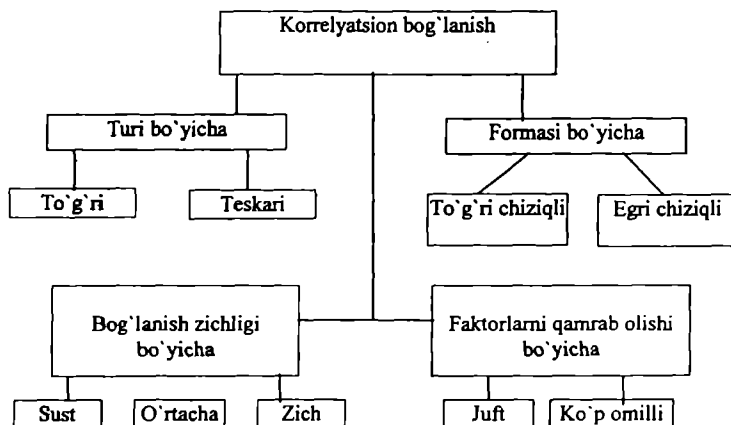 Korrelyatsion bog`lanish
Turi bo`yicha
Formasi bo`yicha
To`g`ri
Teskari
To`g`ri chiziqli
Egri chiziqli
Bog`lanish zichligi
bo`yicha
Faktorlarni qamrab olishi
bo`yicha
Sust
O`rtacha
Zich
Juft
Ko`p omilli